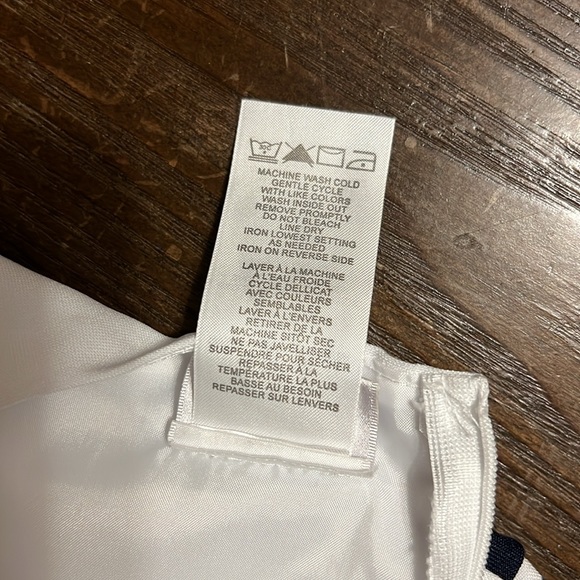 30C
MACHINE WASH COLD
GENTLE CYCLE
WITH LIKE COLORS
WASH INSIDE OUT
REMOVE PROMPTLY
DO NOT BLEACH
LINE DRY
IRON LOWEST SETTING
AS NEEDED
IRON ON REVERSE SIDE
LAVER À LA MACHINE
À L'EAU FROIDE
CYCLE DELLICAT
AVEC COULEURS
SEMBLABLES
LAVER À L'ENVERS
RETIRER DE LA
MACHINE SITÔT SEC
NE PAS JAVELLISER
SUSPENDRE POUR SÉCHER
REPASSER À LA
TEMPÉRATURE LA PLUS
BASSE AU BESOIN
REPASSER SUR LENVERS